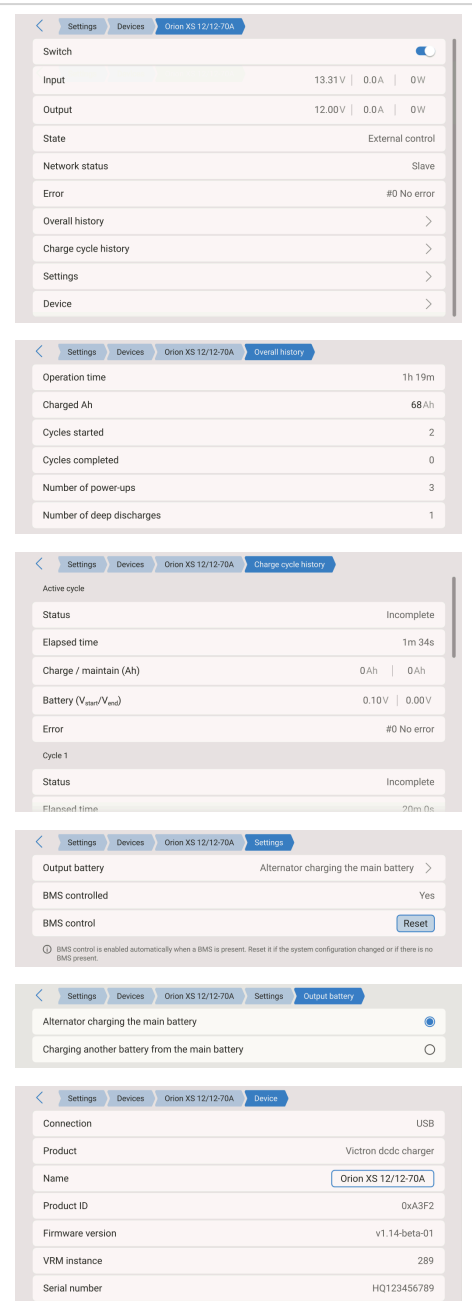 Settings Devices Orion XS 12/12-70A
Switch
Input 13.31V 0.0A 0W
Output 12.00V 0.0A 0W
State External control
Network status Slave
Error #0 No error
Overall history
Charge cycle history
Settings
Device
Settings Devices Orion XS 12/12-70A Overall history
Operation time 1h 19m
Charged Ah 68Ah
Cycles started 2
Cycles completed 0
Number of power-ups 3
Number of deep discharges 1
Settings Devices Orion XS 12/12-70A Charge cycle history
Active cycle
Status Incomplete
Elapsed time 1m 34s
Charge / maintain (Ah) 0Ah 0Ah
Battery (Vstart/Vend) 0.10V 0.00V
Error #0 No error
Cycle 1
Status Incomplete
Elapsed time 20m 0s
Settings Devices Orion XS 12/12-70A Settings
Output battery Alternator charging the main battery
BMS controlled Yes
BMS control Reset
BMS control is enabled automatically when a BMS is present. Reset it if the system configuration changed or if there is no
BMS present.
Settings Devices Orion XS 12/12-70A Settings Output battery
Alternator charging the main battery
Charging another battery from the main battery
Settings Devices Orion XS 12/12-70A Device
Connection USB
Product Victron dcdc charger
Name Orion XS 12/12-70A
Product ID 0xA3F2
Firmware version v1.14-beta-01
VRM instance 289
Serial number HQ123456789